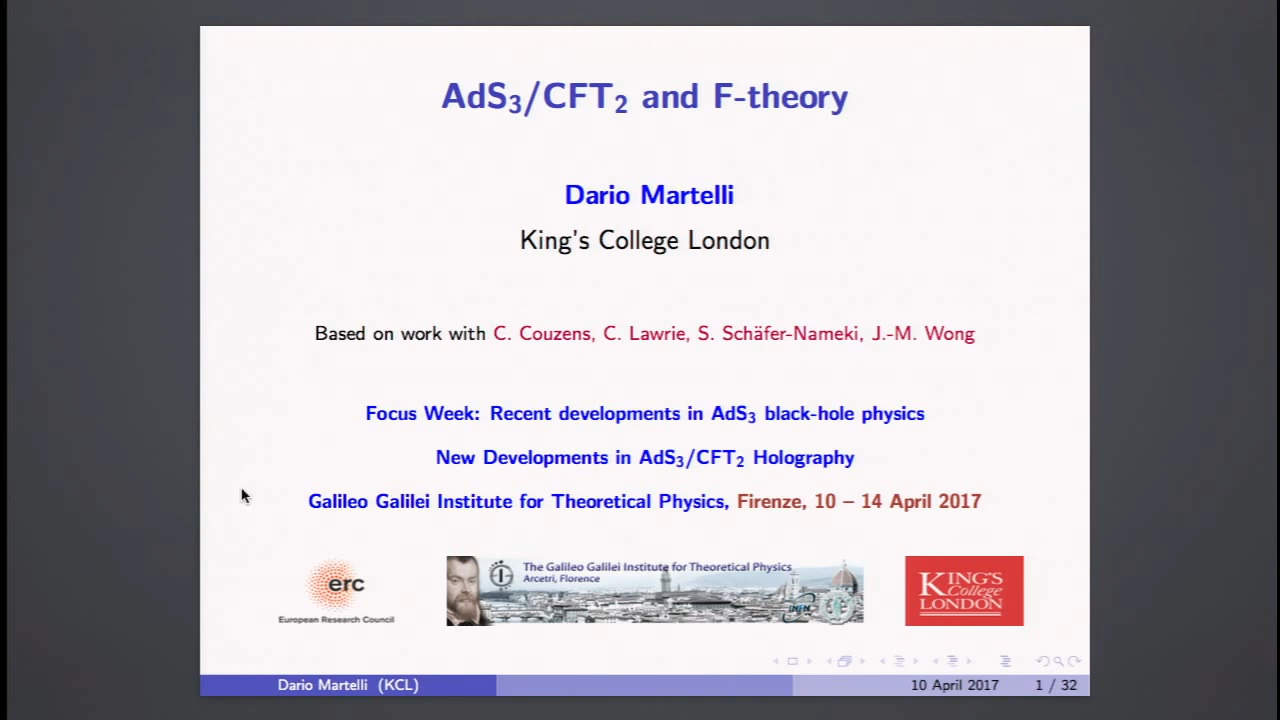 AdS₃/CFT₂ and F-theory
Dario Martelli
King's College London
Based on work with C. Couzens, C. Lawrie, S. Schäfer-Nameki, J.-M. Wong
Focus Week: Recent developments in AdS₃ black-hole physics
New Developments in AdS₃/CFT₂ Holography
Galileo Galilei Institute for Theoretical Physics, Firenze, 10 – 14 April 2017
erc
European Research Council
The Galileo Galilei Institute for Theoretical Physics
Arcetri, Florence
INFN
KING'S
College
LONDON
Dario Martelli (KCL) 10 April 2017 1 / 32